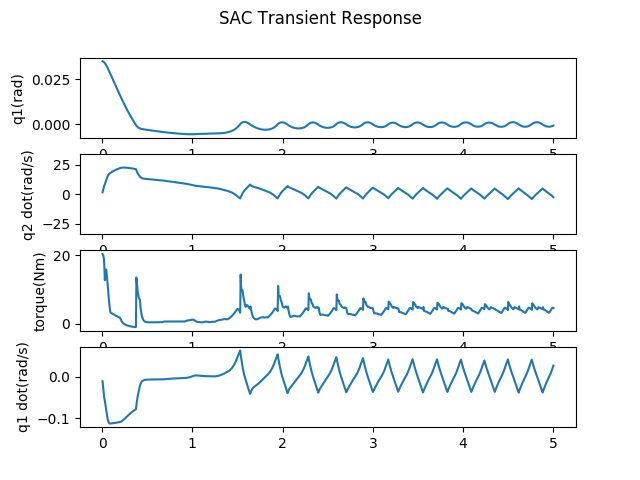 SAC Transient Response
q1(rad)
0.025
0.000
0 1 2 3 4 5
q2 dot(rad/s)
25
0
−25
0 1 2 3 4 5
torque(Nm)
20
0
0 1 2 3 4 5
q1 dot(rad/s)
0.0
−0.1
0 1 2 3 4 5